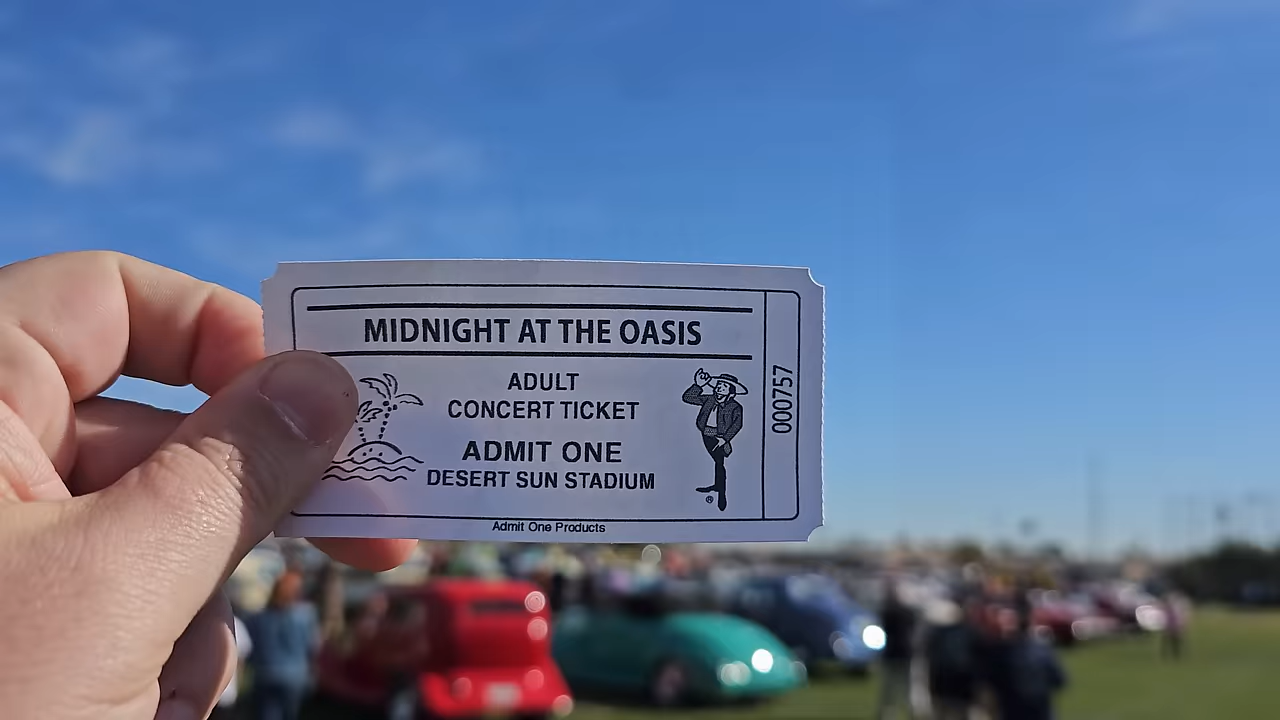 MIDNIGHT AT THE OASIS
ADULT
CONCERT TICKET
ADMIT ONE
DESERT SUN STADIUM
Admit One Products
000757
®